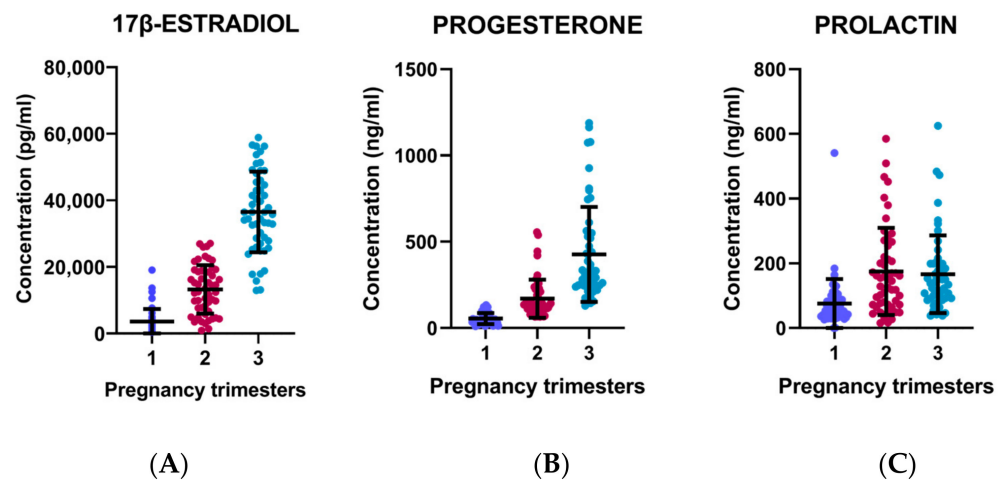 17β-ESTRADIOL
Concentration (pg/ml)
80,000
60,000
40,000
20,000
0
1 2 3
Pregnancy trimesters
(A)
PROGESTERONE
Concentration (ng/ml)
1500
1000
500
0
1 2 3
Pregnancy trimesters
(B)
PROLACTIN
Concentration (ng/ml)
800
600
400
200
0
1 2 3
Pregnancy trimesters
(C)